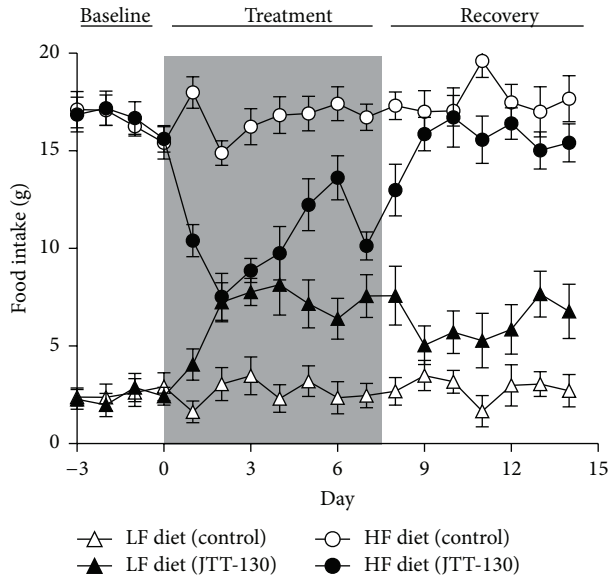 Baseline Treatment Recovery
20
15
10
5
0
Food intake (g)
−3 0 3 6 9 12 15
Day
LF diet (control) HF diet (control)
LF diet (JTT-130) HF diet (JTT-130)